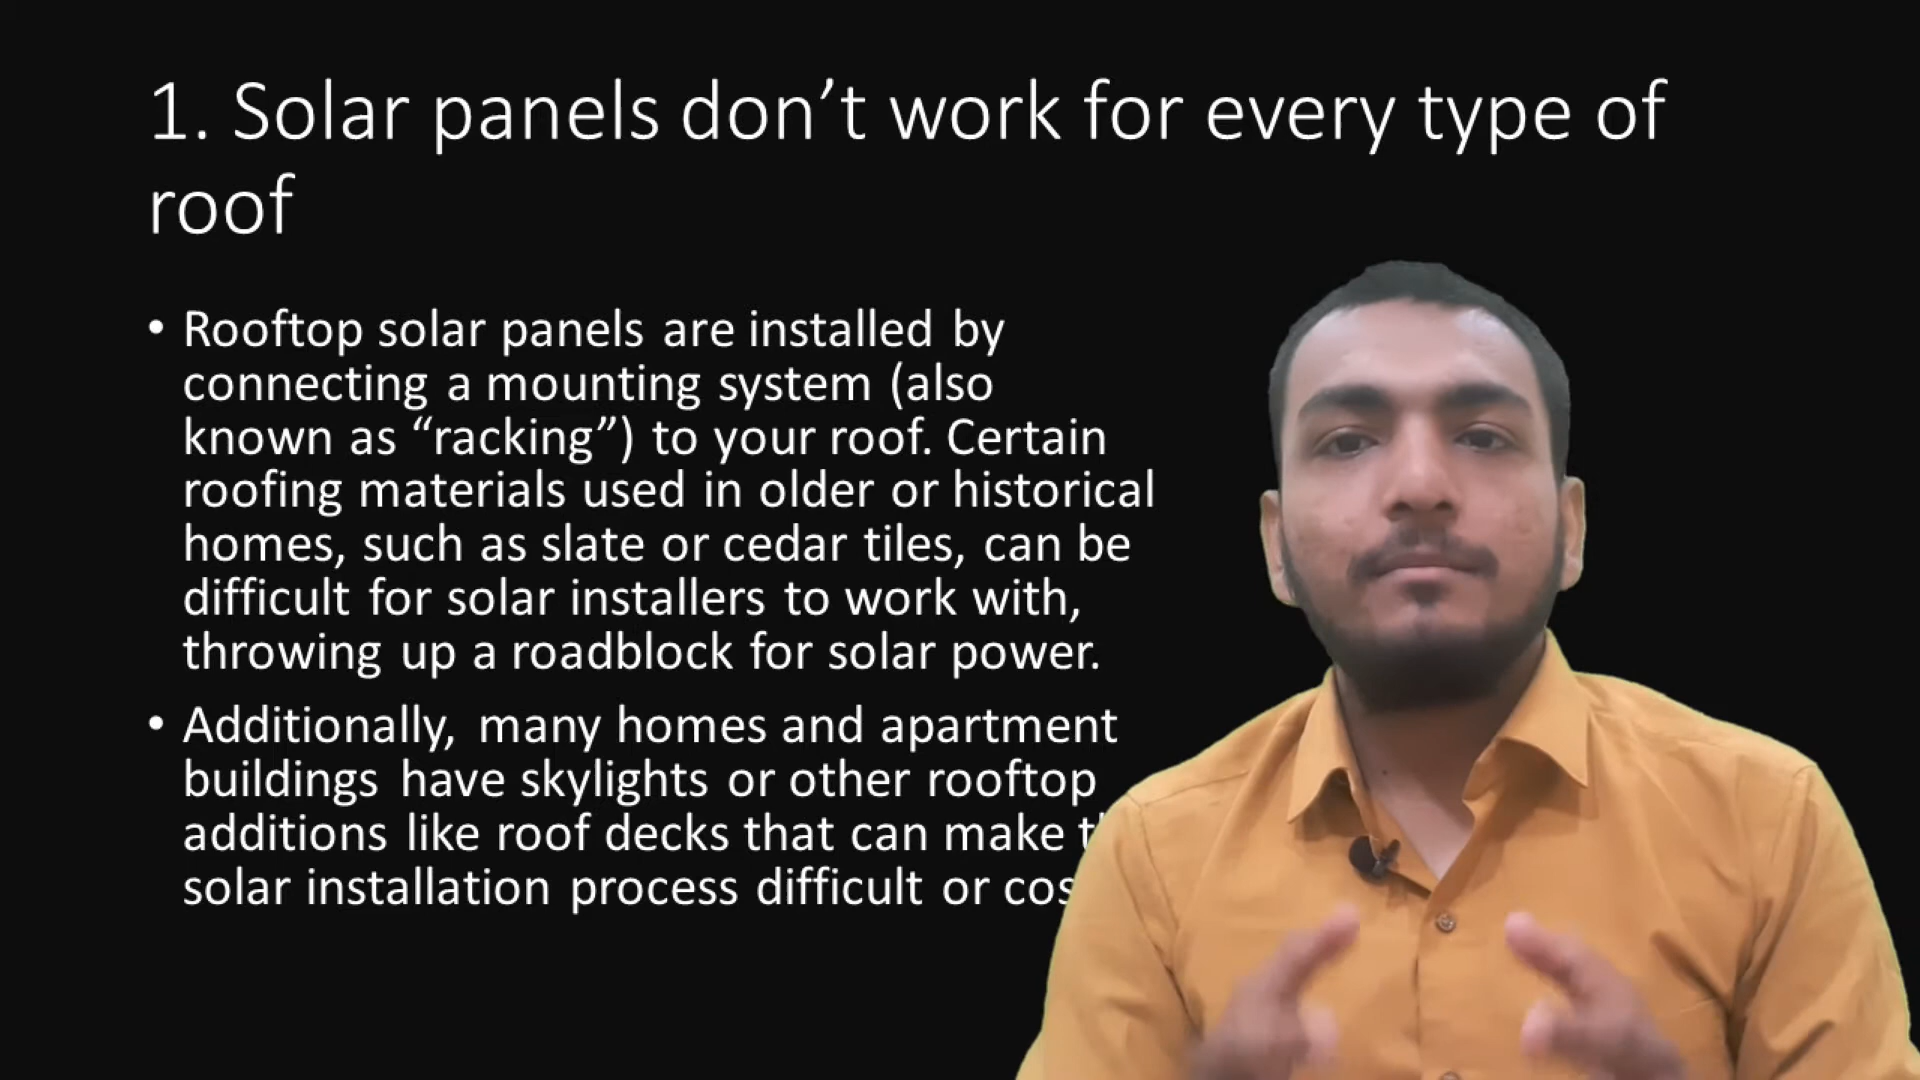 1. Solar panels don’t work for every type of
roof
• Rooftop solar panels are installed by
connecting a mounting system (also
known as “racking”) to your roof. Certain
roofing materials used in older or historical
homes, such as slate or cedar tiles, can be
difficult for solar installers to work with,
throwing up a roadblock for solar power.
• Additionally, many homes and apartment
buildings have skylights or other rooftop
additions like roof decks that can make
solar installation process difficult or